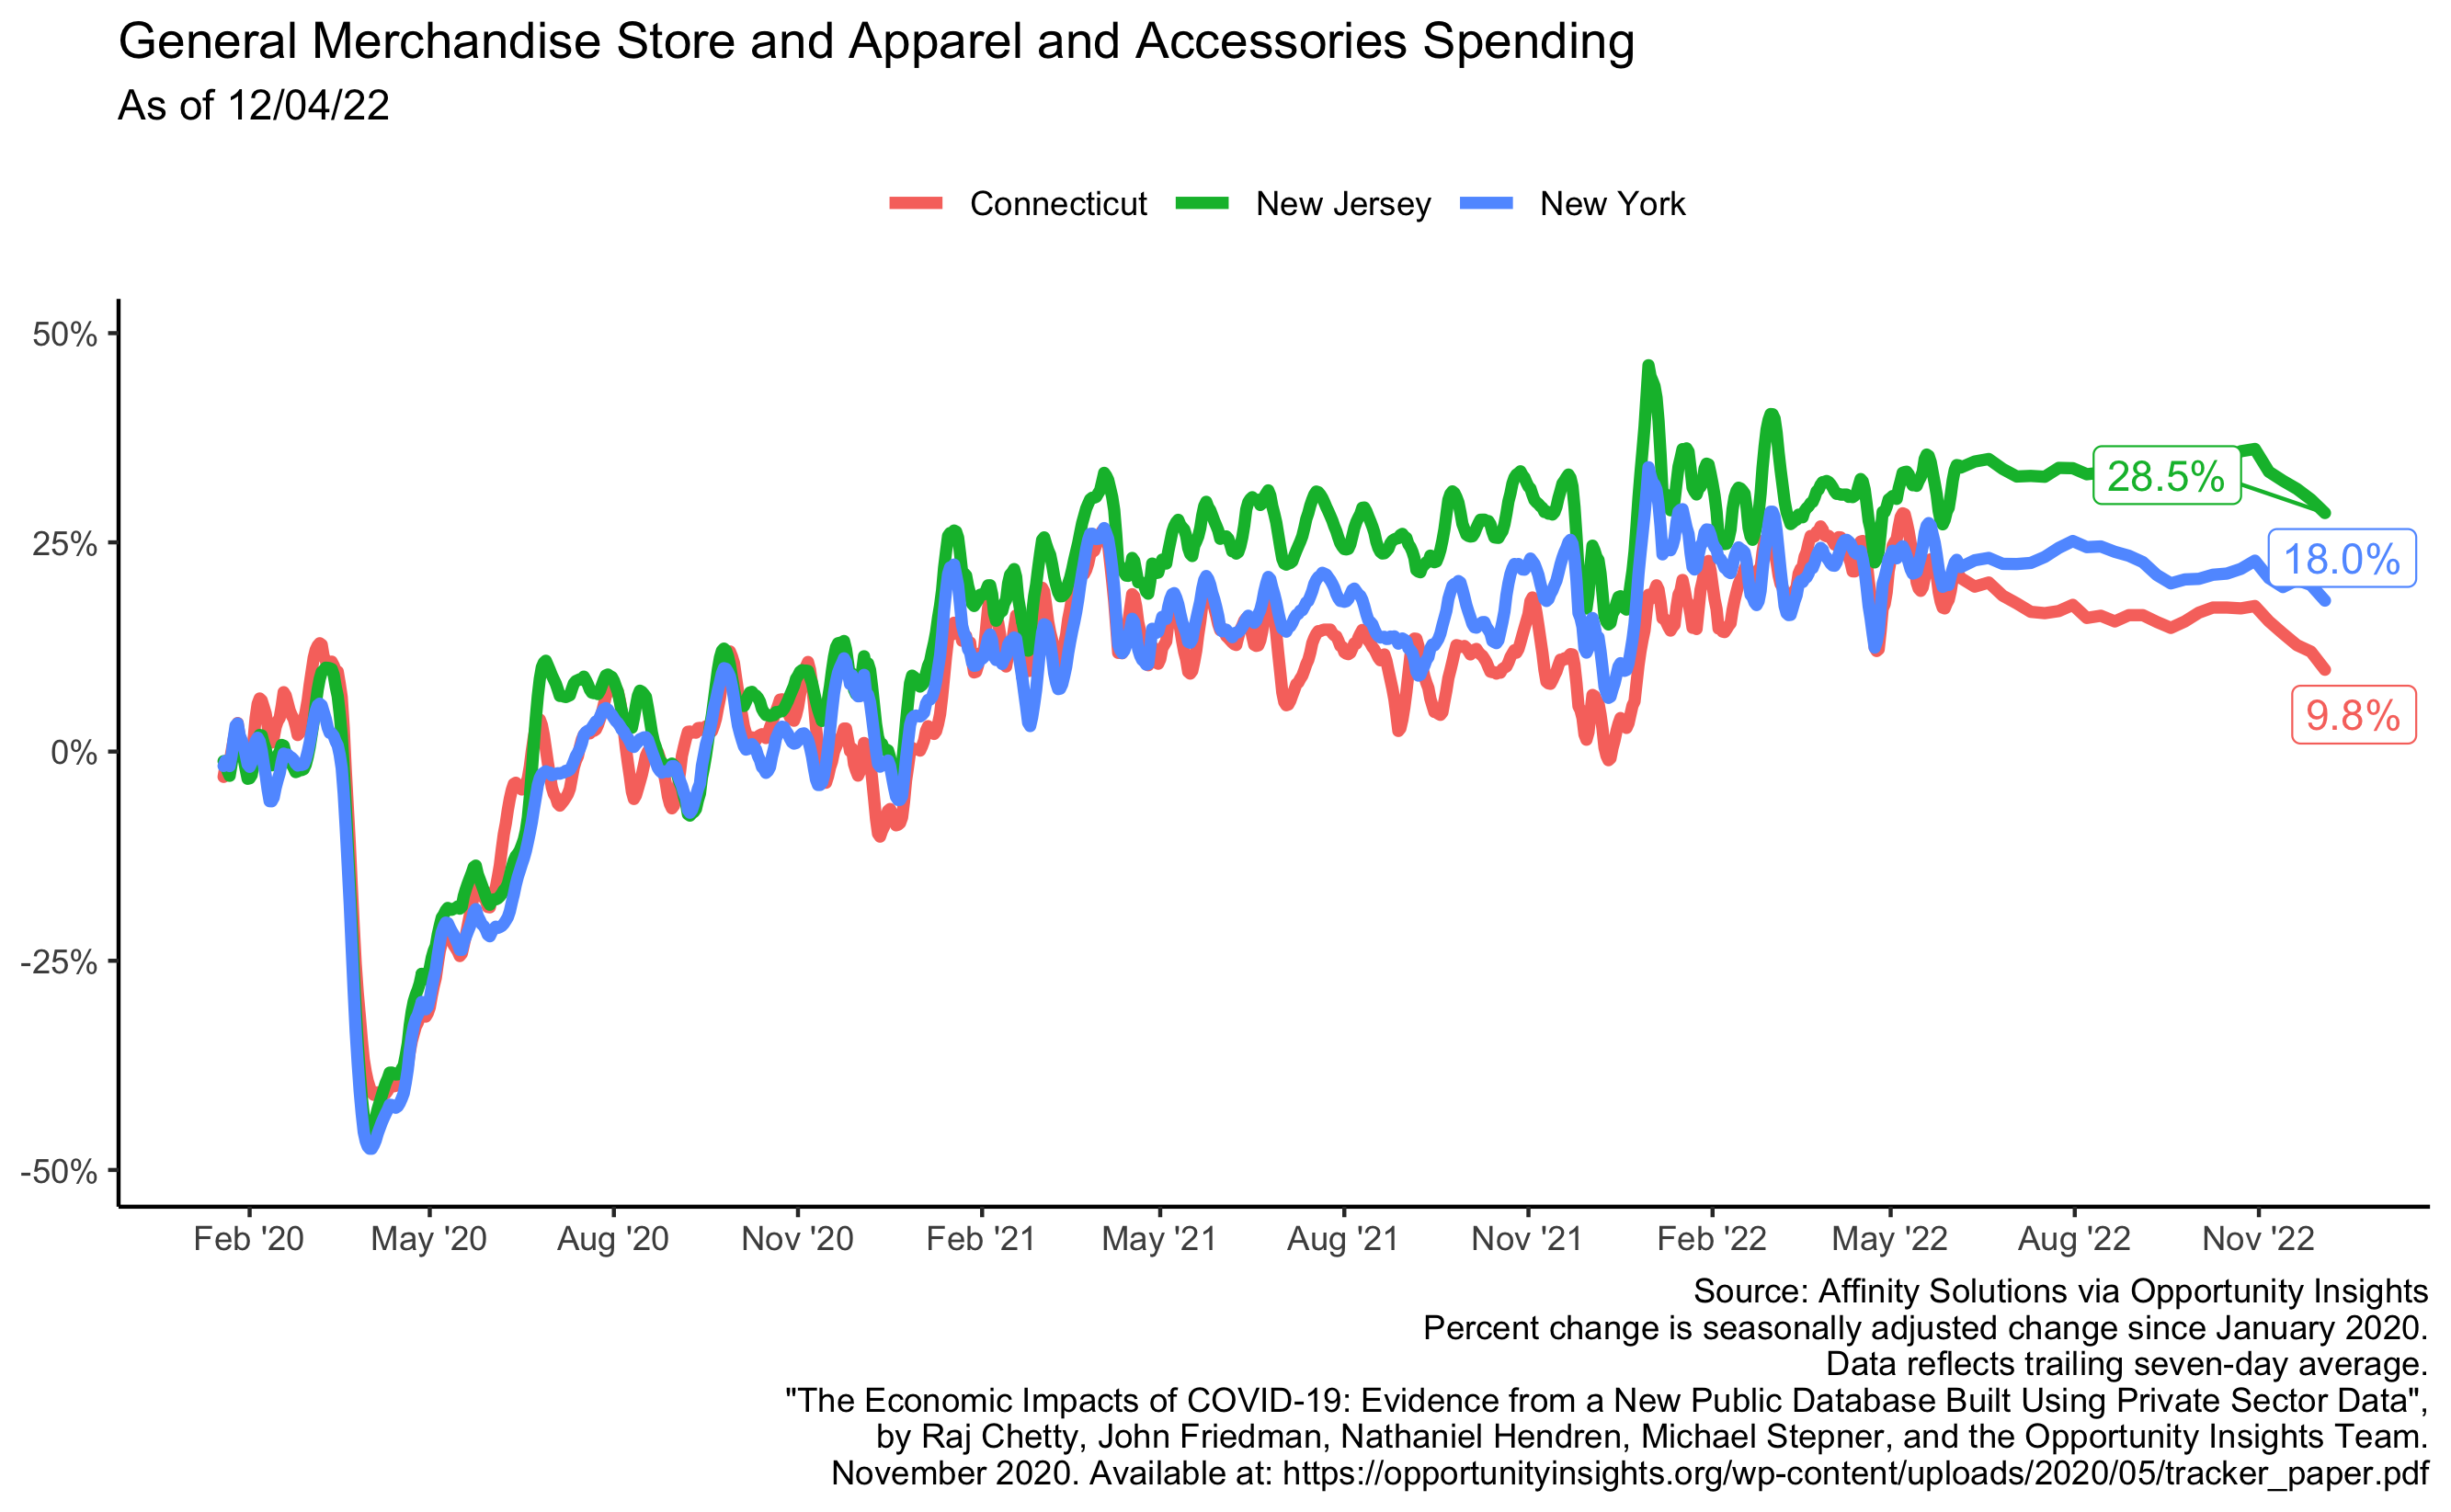 General Merchandise Store and Apparel and Accessories Spending
As of 12/04/22
Connecticut New Jersey New York
50%
25%
0%
-25%
-50%
28.5%
18.0%
9.8%
Feb '20 May '20 Aug '20 Nov '20 Feb '21 May '21 Aug '21 Nov '21 Feb '22 May '22 Aug '22 Nov '22
Source: Affinity Solutions via Opportunity Insights
Percent change is seasonally adjusted change since January 2020.
Data reflects trailing seven-day average.
"The Economic Impacts of COVID-19: Evidence from a New Public Database Built Using Private Sector Data",
by Raj Chetty, John Friedman, Nathaniel Hendren, Michael Stepner, and the Opportunity Insights Team.
November 2020. Available at: https://opportunityinsights.org/wp-content/uploads/2020/05/tracker_paper.pdf